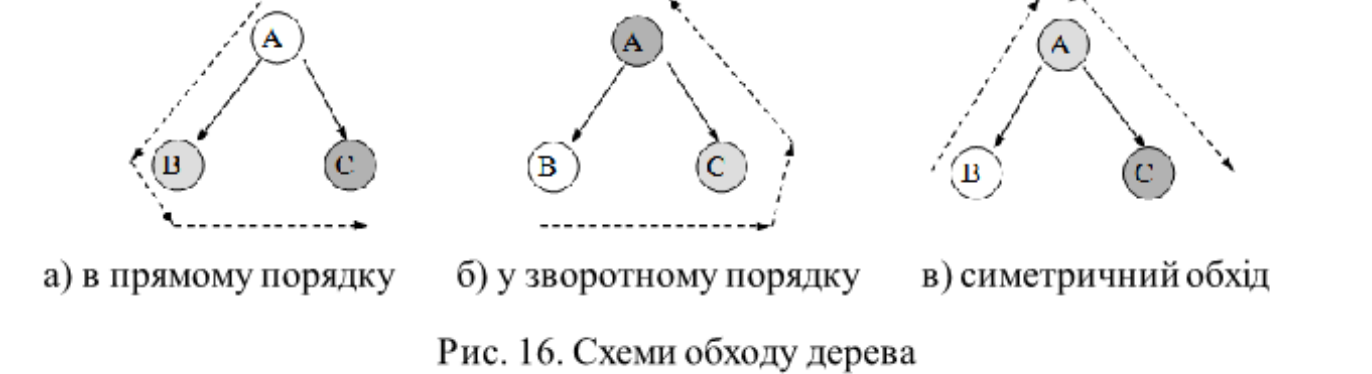 A A A
B C B C B C
а) в прямому порядку б) у зворотному порядку в) симетричний обхід
Рис. 16. Схеми обходу дерева